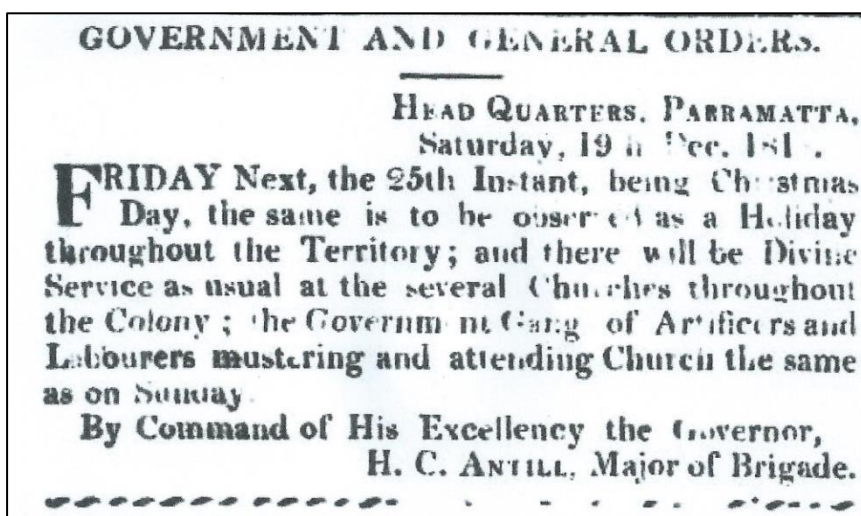 GOVERNMENT AND GENERAL ORDERS.
HEAD QUARTERS, PARRAMATTA,
Saturday, 19th Dec.
FRIDAY Next, the 25th Instant, being Christmas
Day, the same is to be observed as a Holiday
throughout the Territory; and there will be Divine
Service as usual at the several Churches throughout
the Colony; the Government Gang of Artificers and
Labourers mustering and attending Church the same
as on Sunday.
By Command of His Excellency the Governor,
H. C. ANTILL, Major of Brigade.